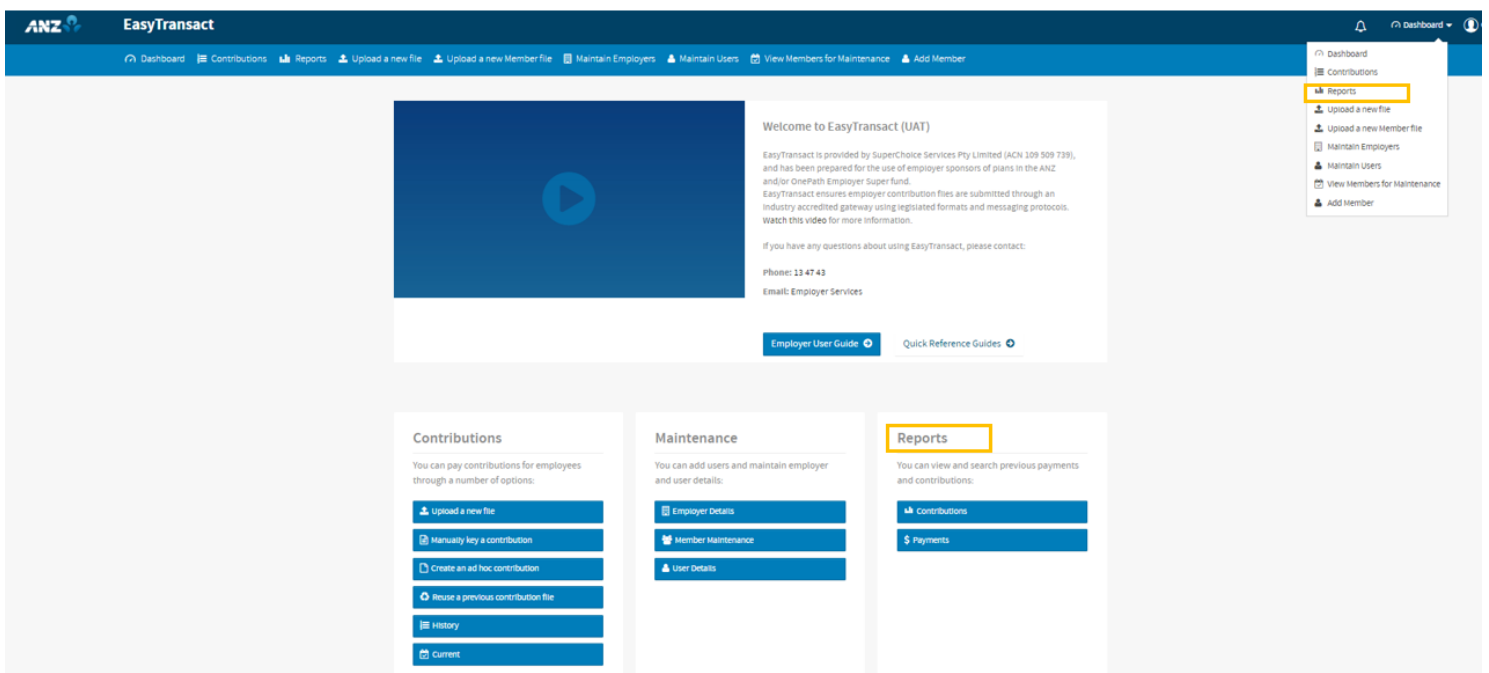 ANZ EasyTransact Dashboard
Dashboard Contributions Reports Upload a new file Upload a new Member file Maintain Employers Maintain Users View Members for Maintenance Add Member
Dashboard
Contributions
Reports
Upload a new file
Upload a new Member file
Maintain Employers
Maintain Users
View Members for Maintenance
Add Member
Welcome to EasyTransact (UAT)
EasyTransact is provided by SuperChoice Services Pty Limited (ACN 109 509 739),
and has been prepared for the use of employer sponsors of plans in the ANZ
and/or OnePath Employer Super fund.
EasyTransact ensures employer contribution files are submitted through an
industry accredited gateway using legislated formats and messaging protocols.
Watch this video for more information.
If you have any questions about using EasyTransact, please contact:
Phone: 13 47 43
Email: Employer Services
Employer User Guide Quick Reference Guides
Contributions
You can pay contributions for employees
through a number of options:
Upload a new file
Manually key a contribution
Create an ad hoc contribution
Reuse a previous contribution file
History
Current
Maintenance
You can add users and maintain employer
and user details:
Employer Details
Member Maintenance
User Details
Reports
You can view and search previous payments
and contributions:
Contributions
$ Payments